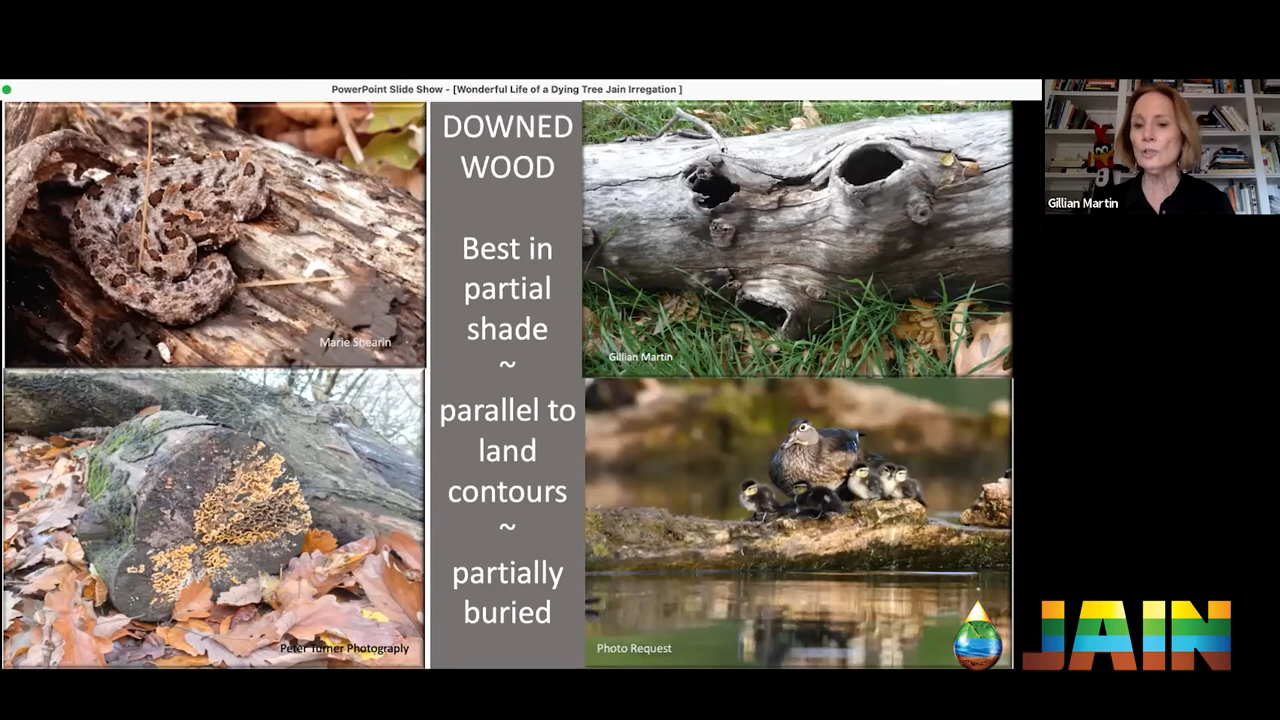 PowerPoint Slide Show - [Wonderful Life of a Dying Tree Jain Irregation ]
Marie Shearin
Peter Turner Photography
DOWNED
WOOD
Best in
partial
shade
~
parallel to
land
contours
~
partially
buried
Gillian Martin
Photo Request
Gillian Martin
JAIN